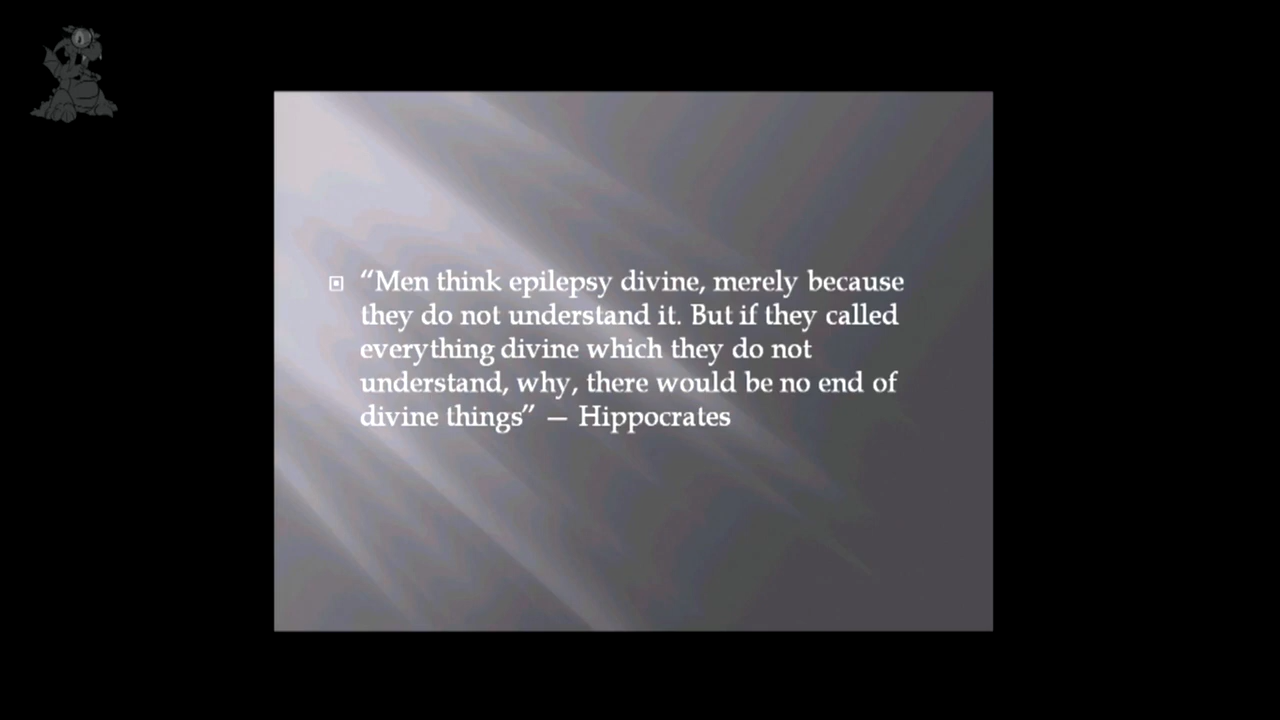 “Men think epilepsy divine, merely because
they do not understand it. But if they called
everything divine which they do not
understand, why, there would be no end of
divine things” — Hippocrates